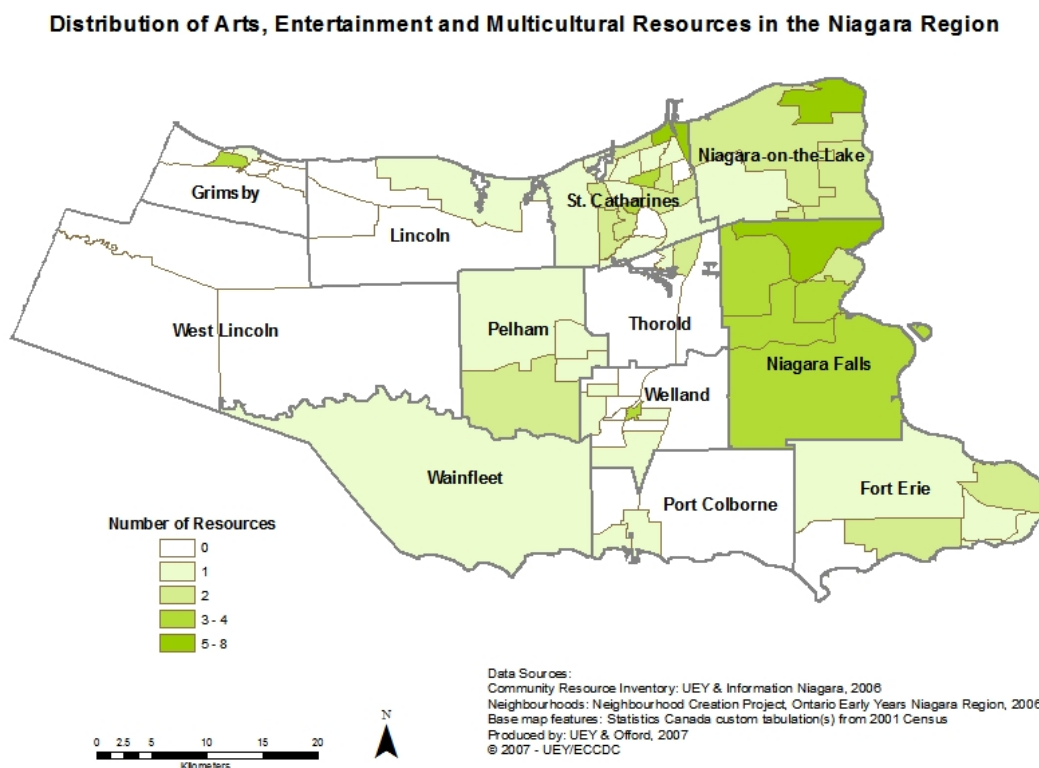 Distribution of Arts, Entertainment and Multicultural Resources in the Niagara Region
Niagara-on-the-Lake
Grimsby
St. Catharines
Lincoln
West Lincoln
Pelham
Thorold
Niagara Falls
Welland
Wainfleet
Fort Erie
Port Colborne
Number of Resources
0
1
2
3 - 4
5 - 8
Data Sources:
Community Resource Inventory: UEY & Information Niagara, 2006
Neighbourhoods: Neighbourhood Creation Project, Ontario Early Years Niagara Region, 2006
Base map features: Statistics Canada custom tabulation(s) from 2001 Census
Produced by: UEY & Offord, 2007
© 2007 - UEY/ECCDC
N
0 2.5 5 10 15 20
Kilometers